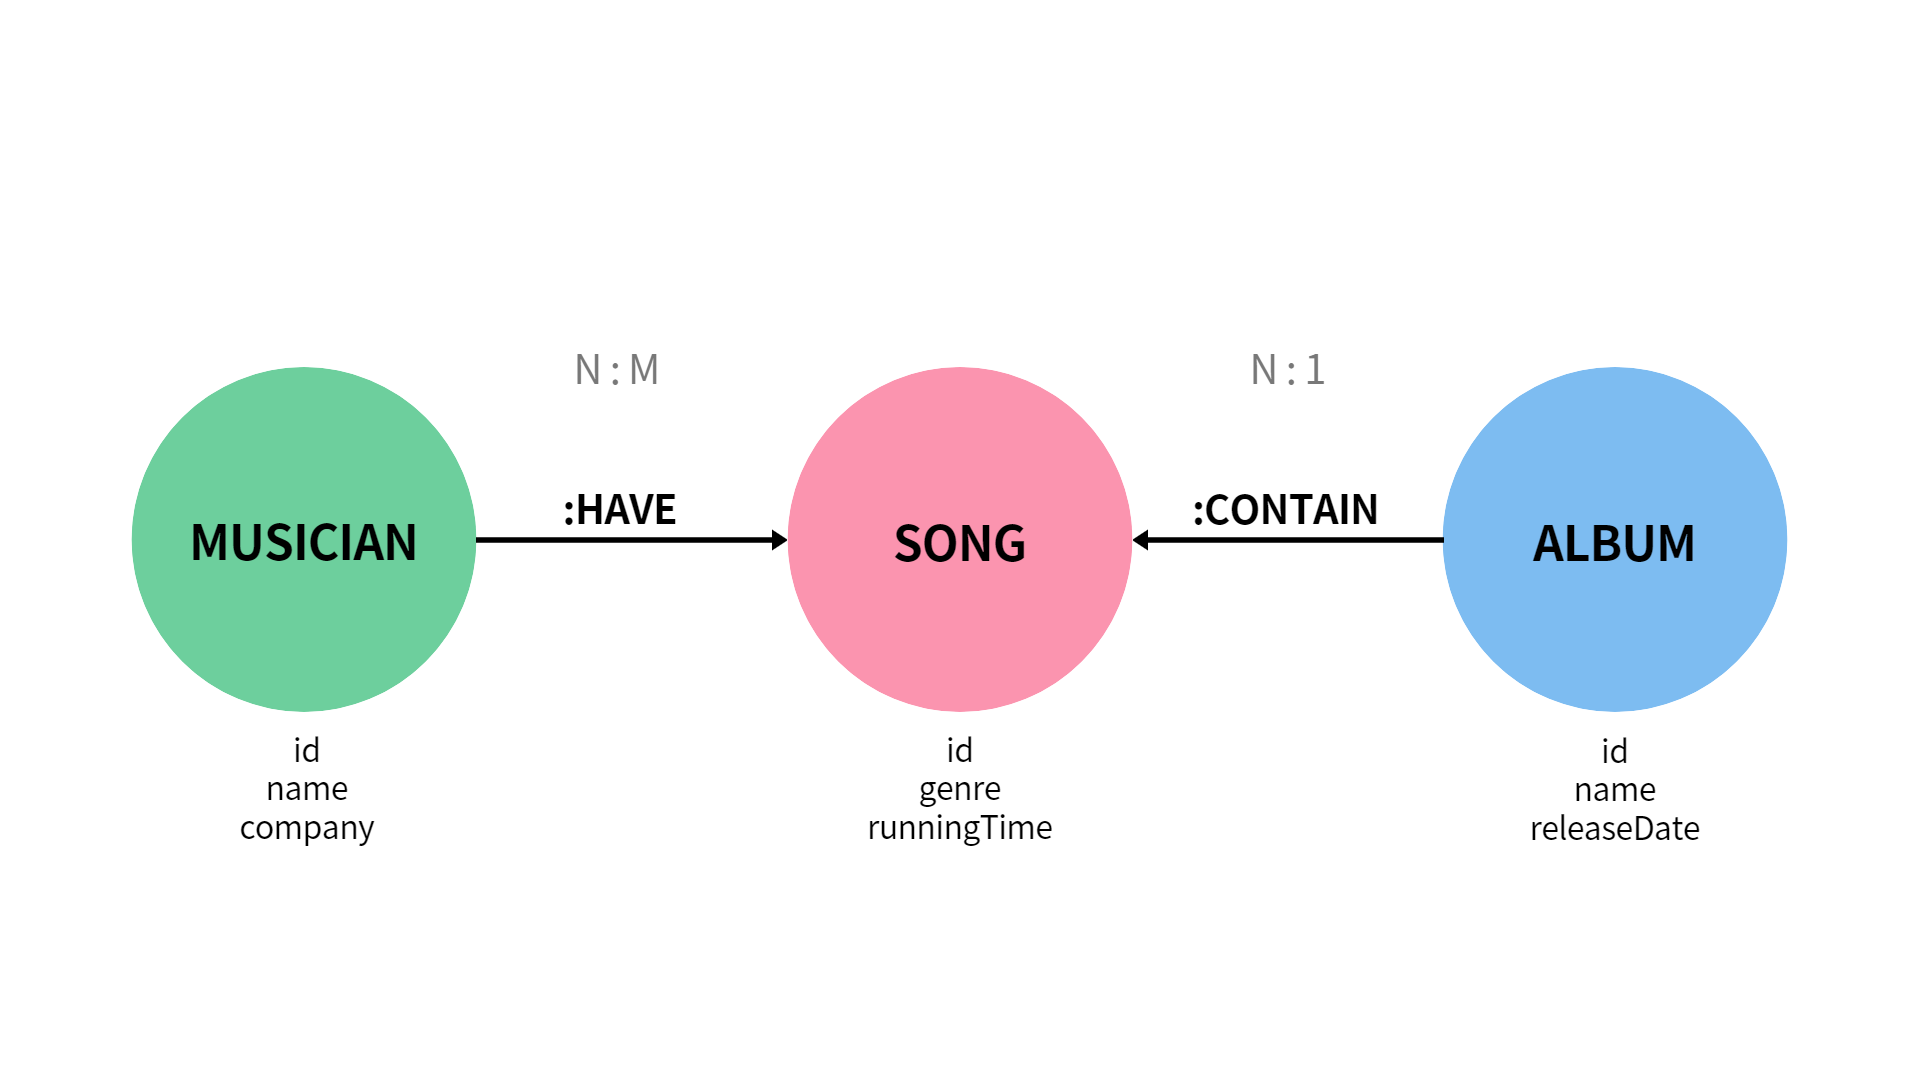 N : M
N : 1
:HAVE
:CONTAIN
MUSICIAN
SONG
ALBUM
id
name
company
id
genre
runningTime
id
name
releaseDate